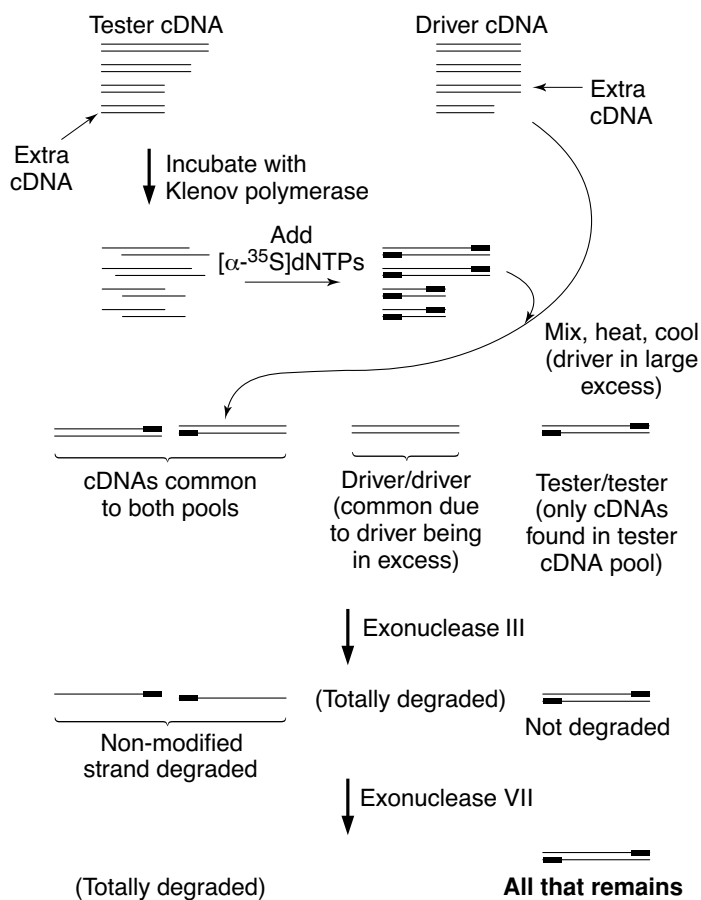 Tester cDNA
Driver cDNA
Extra
cDNA
Extra
cDNA
Incubate with
Klenov polymerase
Add
[α-³⁵S]dNTPs
Mix, heat, cool
(driver in large
excess)
cDNAs common
to both pools
Driver/driver
(common due
to driver being
in excess)
Tester/tester
(only cDNAs
found in tester
cDNA pool)
Exonuclease III
(Totally degraded)
Not degraded
Non-modified
strand degraded
Exonuclease VII
(Totally degraded)
All that remains